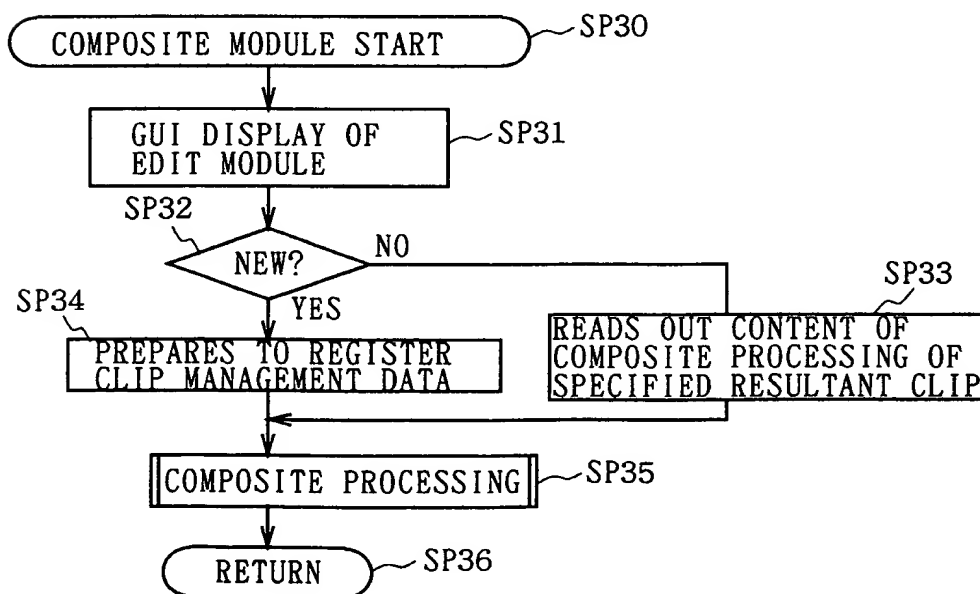 COMPOSITE MODULE START
SP30
GUI DISPLAY OF
EDIT MODULE
SP31
SP32
NEW?
NO
YES
SP34
PREPARES TO REGISTER
CLIP MANAGEMENT DATA
SP33
READS OUT CONTENT OF
COMPOSITE PROCESSING OF
SPECIFIED RESULTANT CLIP
COMPOSITE PROCESSING
SP35
RETURN
SP36